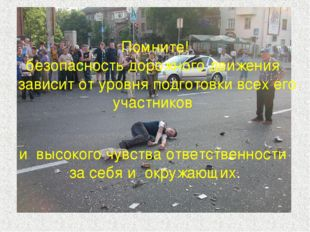 Помните!
безопасность дорожного движения
зависит от уровня подготовки всех его
участников
и высокого чувства ответственности
за себя и окружающих.